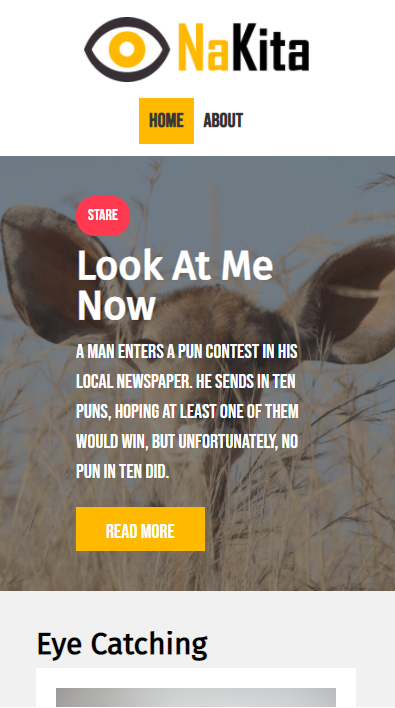 NaKita
HOME ABOUT
STARE
Look At Me
Now
A MAN ENTERS A PUN CONTEST IN HIS
LOCAL NEWSPAPER. HE SENDS IN TEN
PUNS, HOPING AT LEAST ONE OF THEM
WOULD WIN, BUT UNFORTUNATELY, NO
PUN IN TEN DID.
READ MORE
Eye Catching